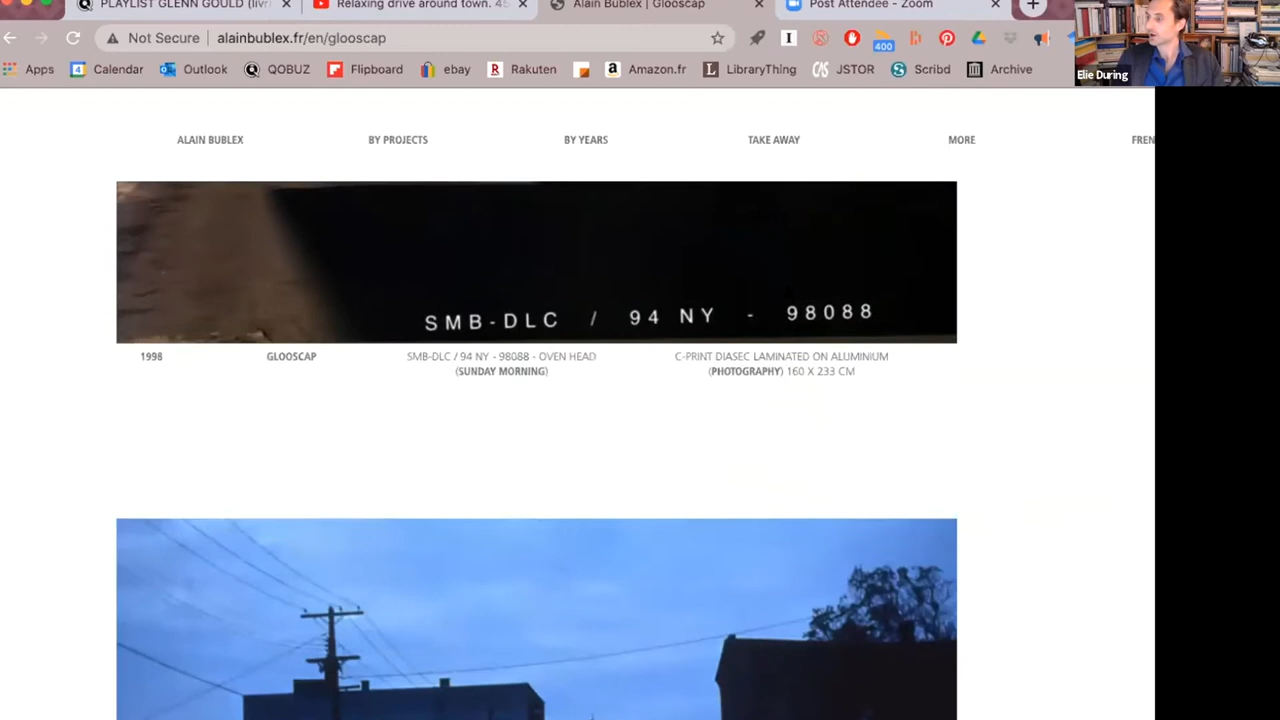 PLAYLIST GLENN GOULD (livr
Relaxing drive around town. 45
Alain Bublex | Glooscap
Post Attendee - Zoom
Not Secure
alainbublex.fr/en/glooscap
400
Apps
Calendar
Outlook
QOBUZ
Flipboard
ebay
Rakuten
Amazon.fr
LibraryThing
JSTOR
Scribd
Archive
Elie During
ALAIN BUBLEX
BY PROJECTS
BY YEARS
TAKE AWAY
MORE
FREN
SMB-DLC / 94 NY - 98088
1998
GLOOSCAP
SMB-DLC / 94 NY - 98088 - OVEN HEAD
(SUNDAY MORNING)
C-PRINT DIASEC LAMINATED ON ALUMINIUM
(PHOTOGRAPHY) 160 X 233 CM